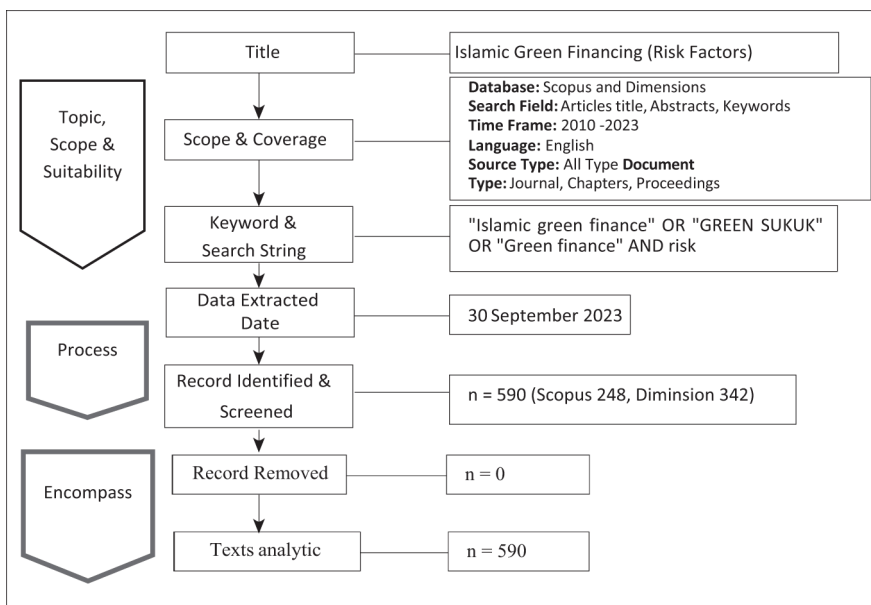 Title
Islamic Green Financing (Risk Factors)
Topic,
Scope &
Suitability
Scope & Coverage
Database: Scopus and Dimensions
Search Field: Articles title, Abstracts, Keywords
Time Frame: 2010 -2023
Language: English
Source Type: All Type Document
Type: Journal, Chapters, Proceedings
Keyword &
Search String
"Islamic green finance" OR "GREEN SUKUK"
OR "Green finance" AND risk
Data Extracted
Date
30 September 2023
Process
Record Identified &
Screened
n = 590 (Scopus 248, Diminsion 342)
Encompass
Record Removed
n = 0
Texts analytic
n = 590